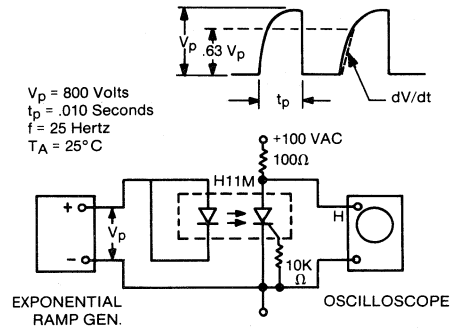 Vp
.63 Vp
tp
dV/dt
Vp = 800 Volts
tp = .010 Seconds
f = 25 Hertz
TA = 25°C
+100 VAC
100Ω
H11M
+
Vp
−
H
10K
Ω
EXPONENTIAL
RAMP GEN.
OSCILLOSCOPE